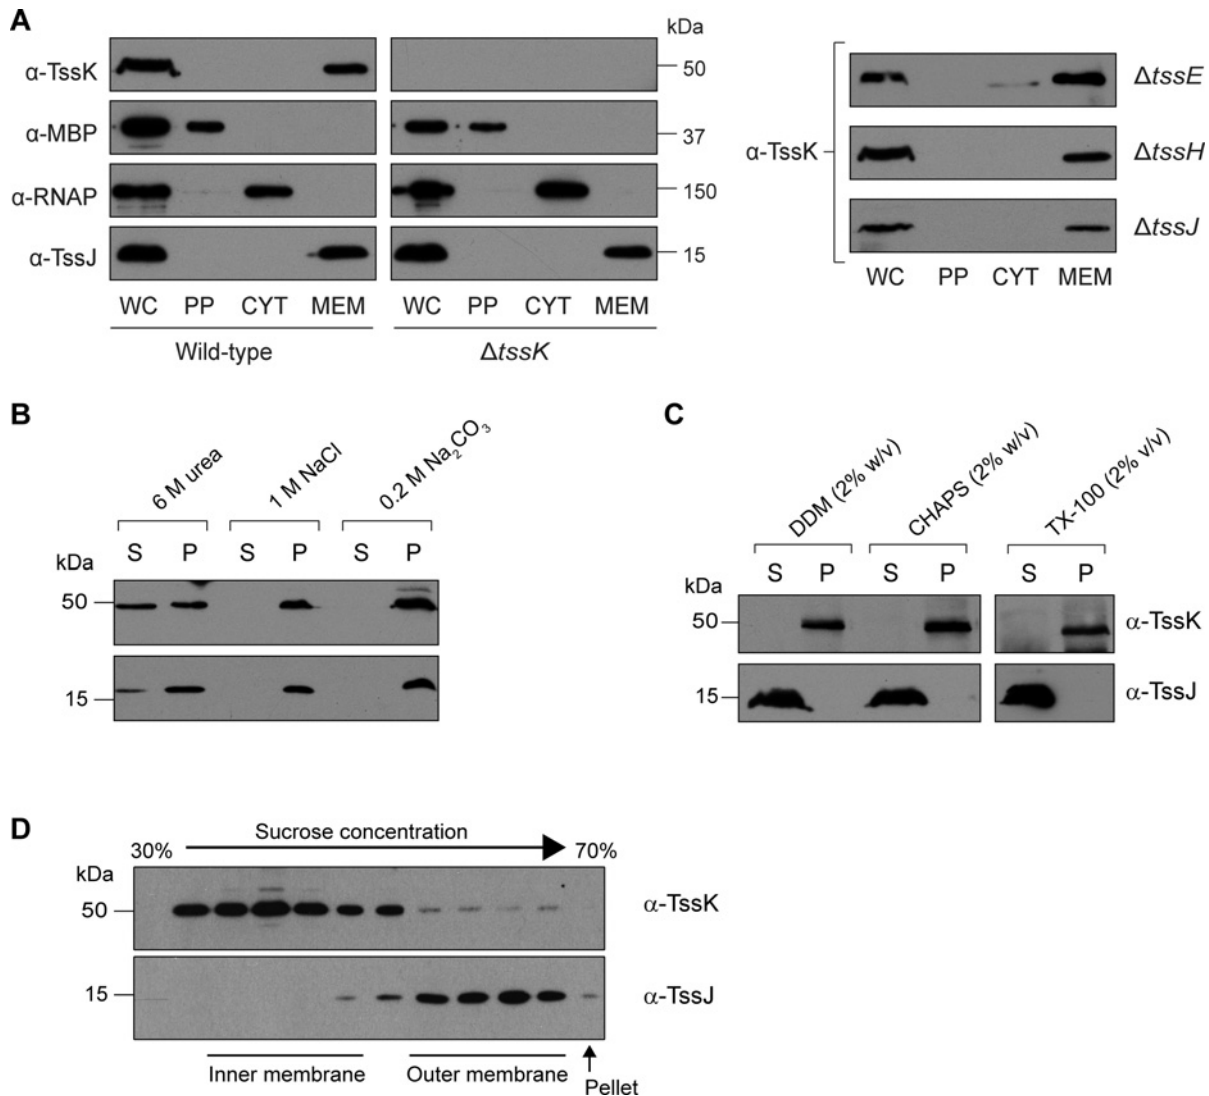 A
kDa
α-TssK
50
α-MBP
37
α-RNAP
150
α-TssJ
15
WC PP CYT MEM WC PP CYT MEM
Wild-type ΔtssK
α-TssK
ΔtssE
ΔtssH
ΔtssJ
WC PP CYT MEM
B
6 M urea
1 M NaCl
0.2 M Na₂CO₃
S P S P S P
kDa
50
15
C
DDM (2% w/v)
CHAPS (2% w/v)
TX-100 (2% v/v)
S P S P S P
kDa
50 α-TssK
15 α-TssJ
D
Sucrose concentration
30% 70%
kDa
50 α-TssK
15 α-TssJ
Inner membrane Outer membrane
Pellet